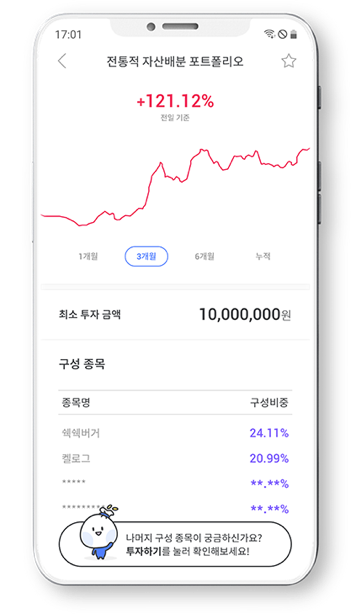 17:01
전통적 자산배분 포트폴리오
+121.12%
전일 기준
1개월 3개월 6개월 누적
최소 투자 금액 10,000,000원
구성 종목
종목명 구성비중
쉑쉑버거 24.11%
켈로그 20.99%
***** **.**%
******** **.**%
나머지 구성 종목이 궁금하신가요?
투자하기를 눌러 확인해보세요!